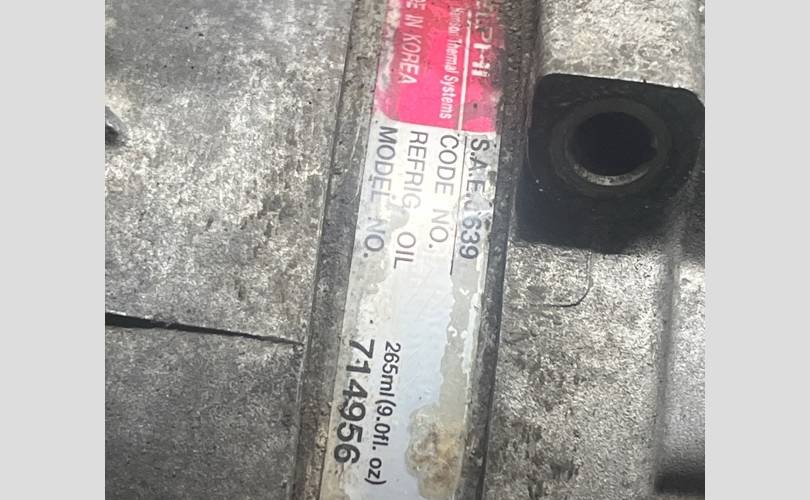 Thermal Systems
IN KOREA
S.A.E J639
CODE NO.
REFRIG OIL 265ml(9.0fl. oz)
MODEL NO. 714956